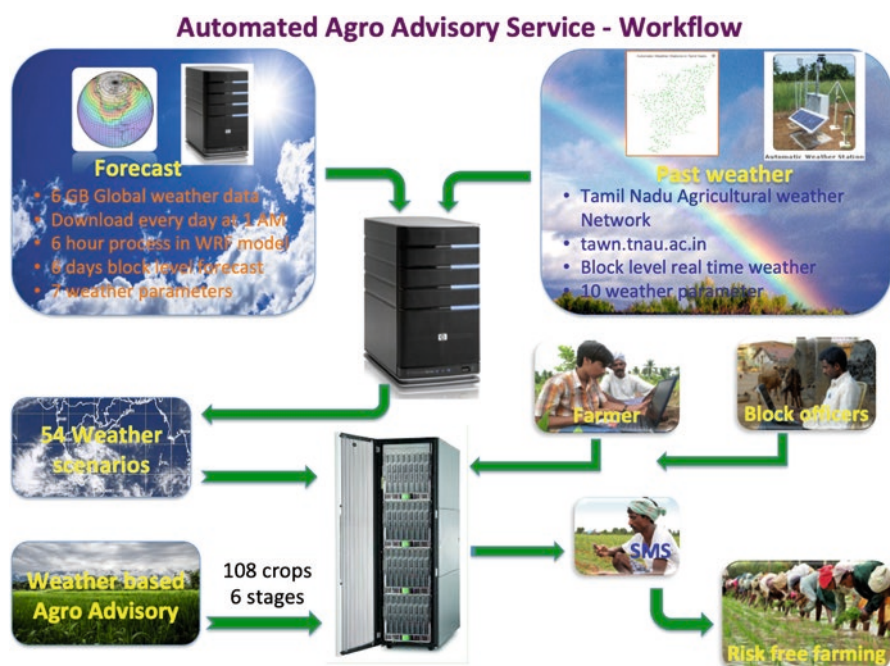 Automated Agro Advisory Service - Workflow
Forecast
• 6 GB Global weather data
• Download every day at 1 AM
• 6 hour process in WRF model
• 6 days block level forecast
• 7 weather parameters
Automatic Weather Station
Past weather
• Tamil Nadu Agricultural weather
Network
• tawn.tnau.ac.in
• Block level real time weather
• 10 weather parameter
Farmer
Block officers
54 Weather
scenarios
SMS
Weather based
Agro Advisory
108 crops
6 stages
Risk free farming